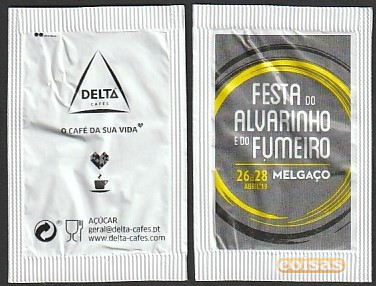 DELTA
CAFÉS
O CAFÉ DA SUA VIDA
AÇÚCAR
geral@delta-cafes.pt
www.delta-cafes.com
FESTA DO
ALVARINHO
E DO FUMEIRO
26 a 28 MELGAÇO
ABRIL'19
coisas